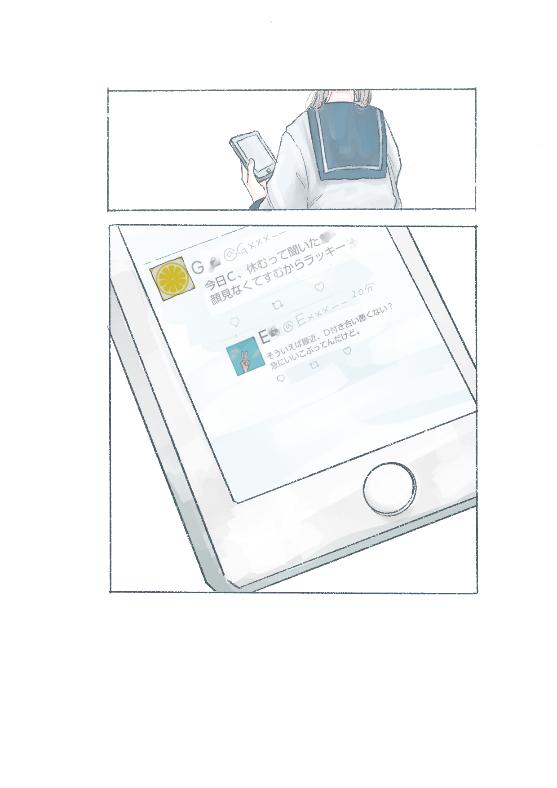 G @Gxxx--
今日C、休むって聞いた
顔見なくてすむからラッキー
E @Exxx-- 20分
そういえば最近、D付き合い悪くない？
急にいいこぶってんだけど。